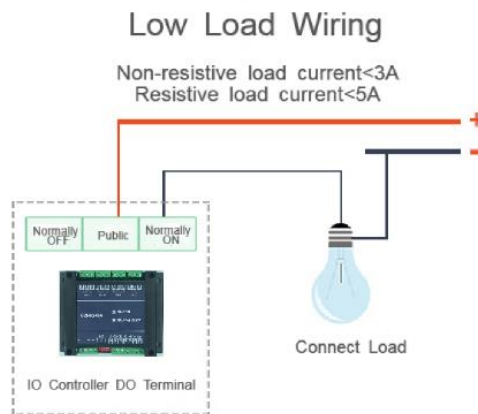 Low Load Wiring
Non-resistive load current<3A
Resistive load current<5A
+
-
Normally
OFF
Public
Normally
ON
Connect Load
IO Controller DO Terminal